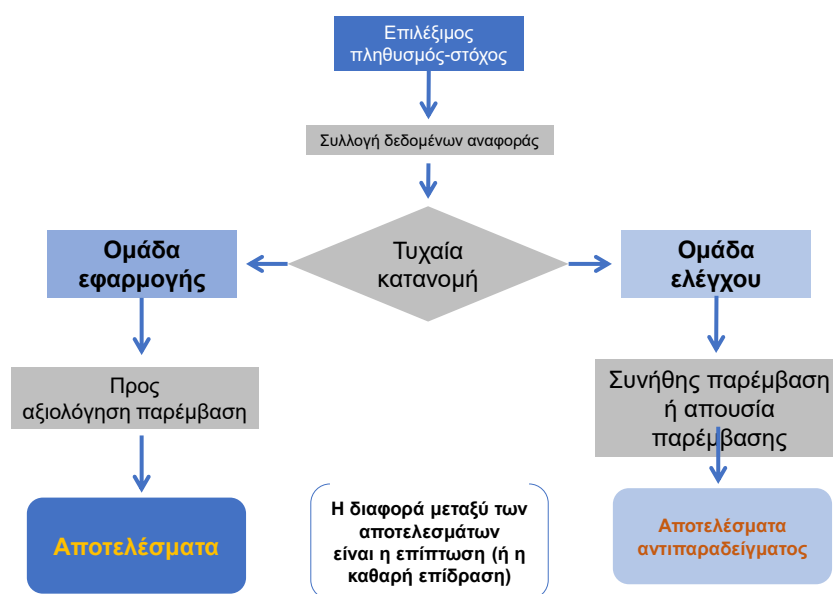 Επιλέξιμος
πληθυσμός-στόχος
Συλλογή δεδομένων αναφοράς
Τυχαία
κατανομή
Ομάδα
εφαρμογής
Ομάδα
ελέγχου
Προς
αξιολόγηση παρέμβαση
Συνήθης παρέμβαση
ή απουσία
παρέμβασης
Αποτελέσματα
Η διαφορά μεταξύ των
αποτελεσμάτων
είναι η επίπτωση (ή η
καθαρή επίδραση)
Αποτελέσματα
αντιπαραδείγματος